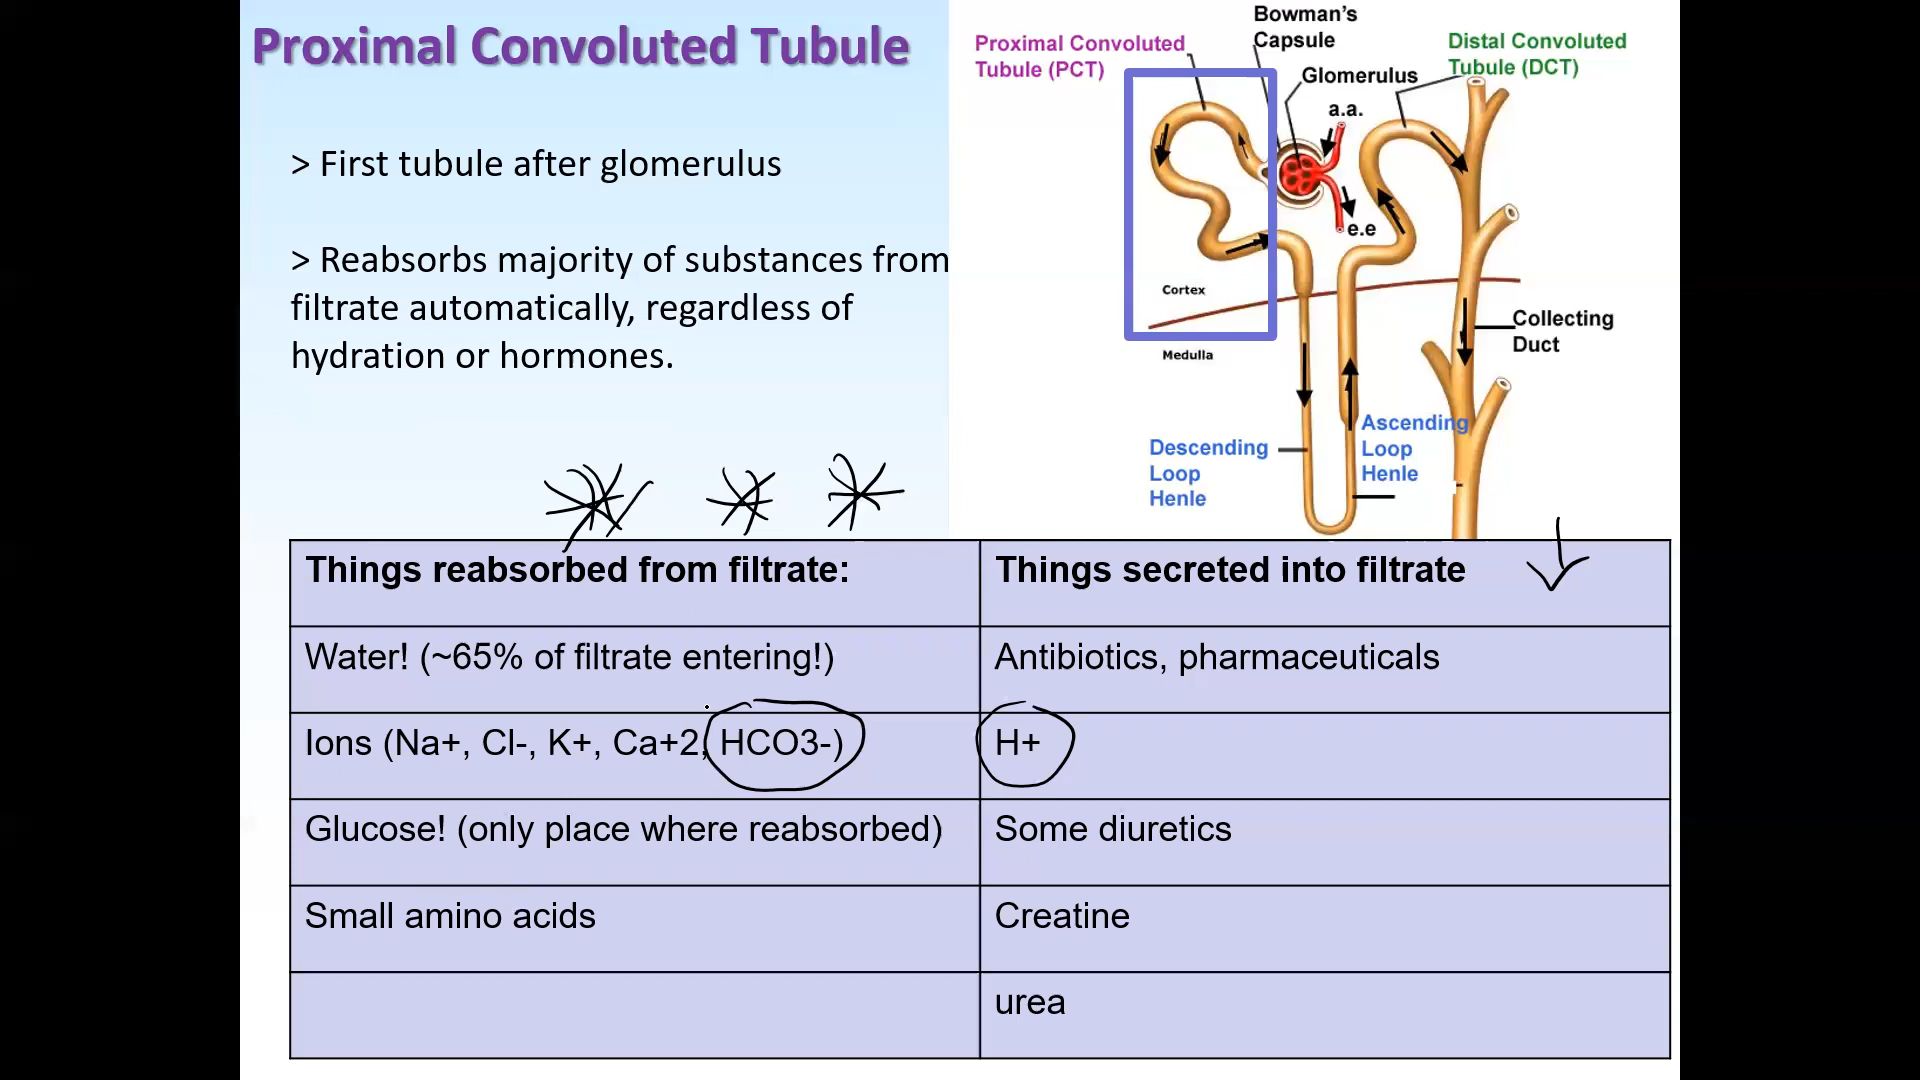 Proximal Convoluted Tubule
> First tubule after glomerulus
> Reabsorbs majority of substances from
filtrate automatically, regardless of
hydration or hormones.
Bowman's
Capsule
Proximal Convoluted
Tubule (PCT)
Distal Convoluted
Tubule (DCT)
Glomerulus
a.a.
e.e
Cortex
Medulla
Collecting
Duct
Descending
Loop
Henle
Ascending
Loop
Henle
Things reabsorbed from filtrate:
Things secreted into filtrate
Water! (~65% of filtrate entering!)
Antibiotics, pharmaceuticals
Ions (Na+, Cl-, K+, Ca+2, HCO3-)
H+
Glucose! (only place where reabsorbed)
Some diuretics
Small amino acids
Creatine
urea